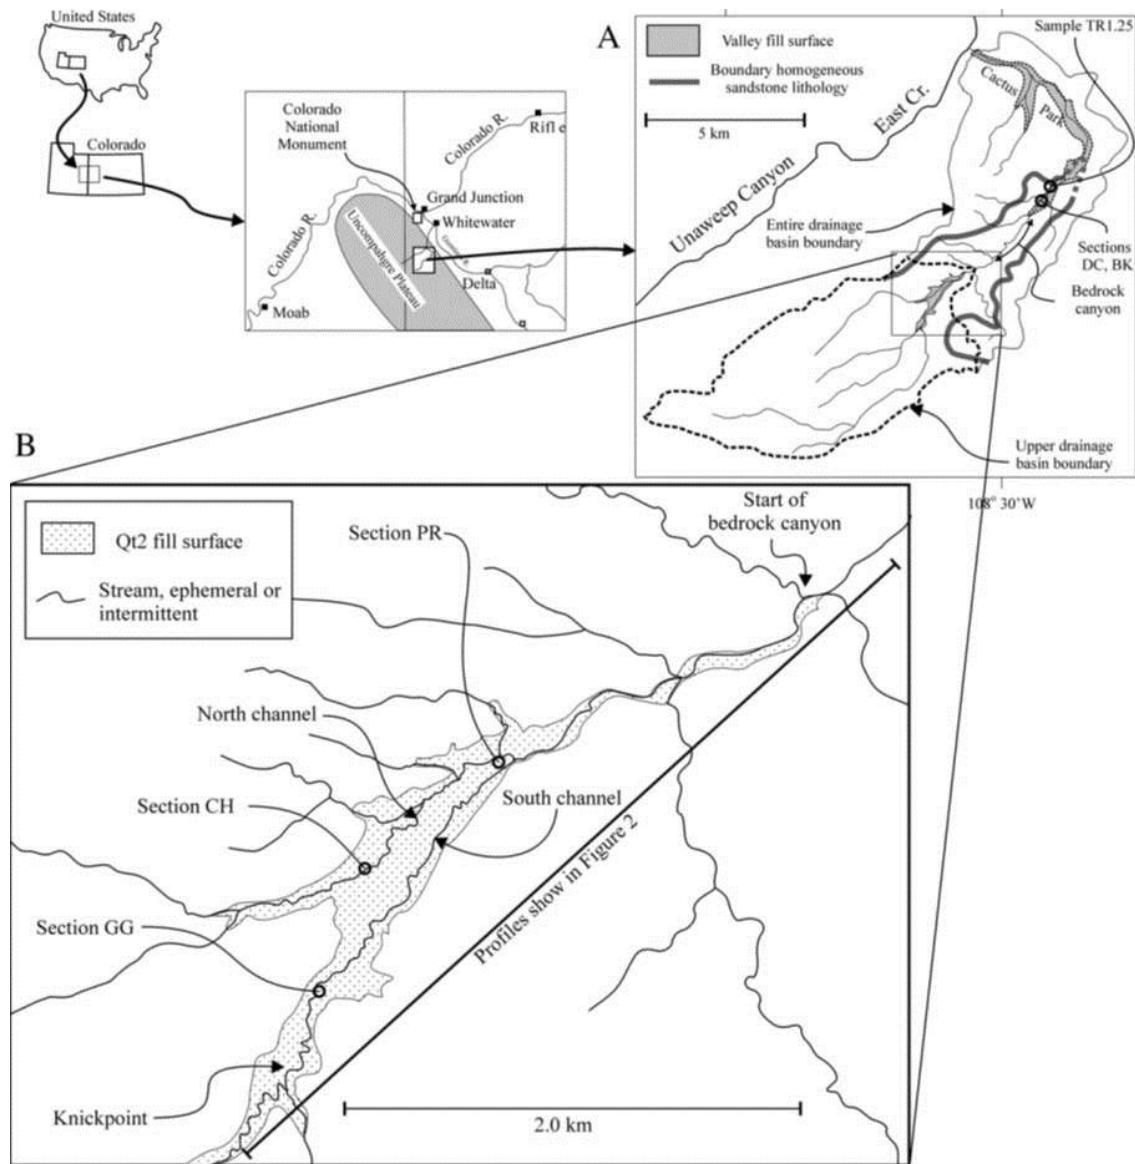 United States
Colorado
Colorado
National
Monument
Colorado R.
Rifl e
Grand Junction
Whitewater
Colorado R.
Uncompahgre Plateau
Delta
Moab
A
Valley fill surface
Boundary homogeneous
sandstone lithology
5 km
Sample TR1.25
Cactus
Park
East Cr.
Unaweep Canyon
Entire drainage
basin boundary
Sections
DC, BK
Bedrock
canyon
Upper drainage
basin boundary
108° 30" W
B
Qt2 fill surface
Stream, ephemeral or
intermittent
Section PR
Start of
bedrock canyon
North channel
Section CH
South channel
Section GG
Profiles show in Figure 2
Knickpoint
2.0 km